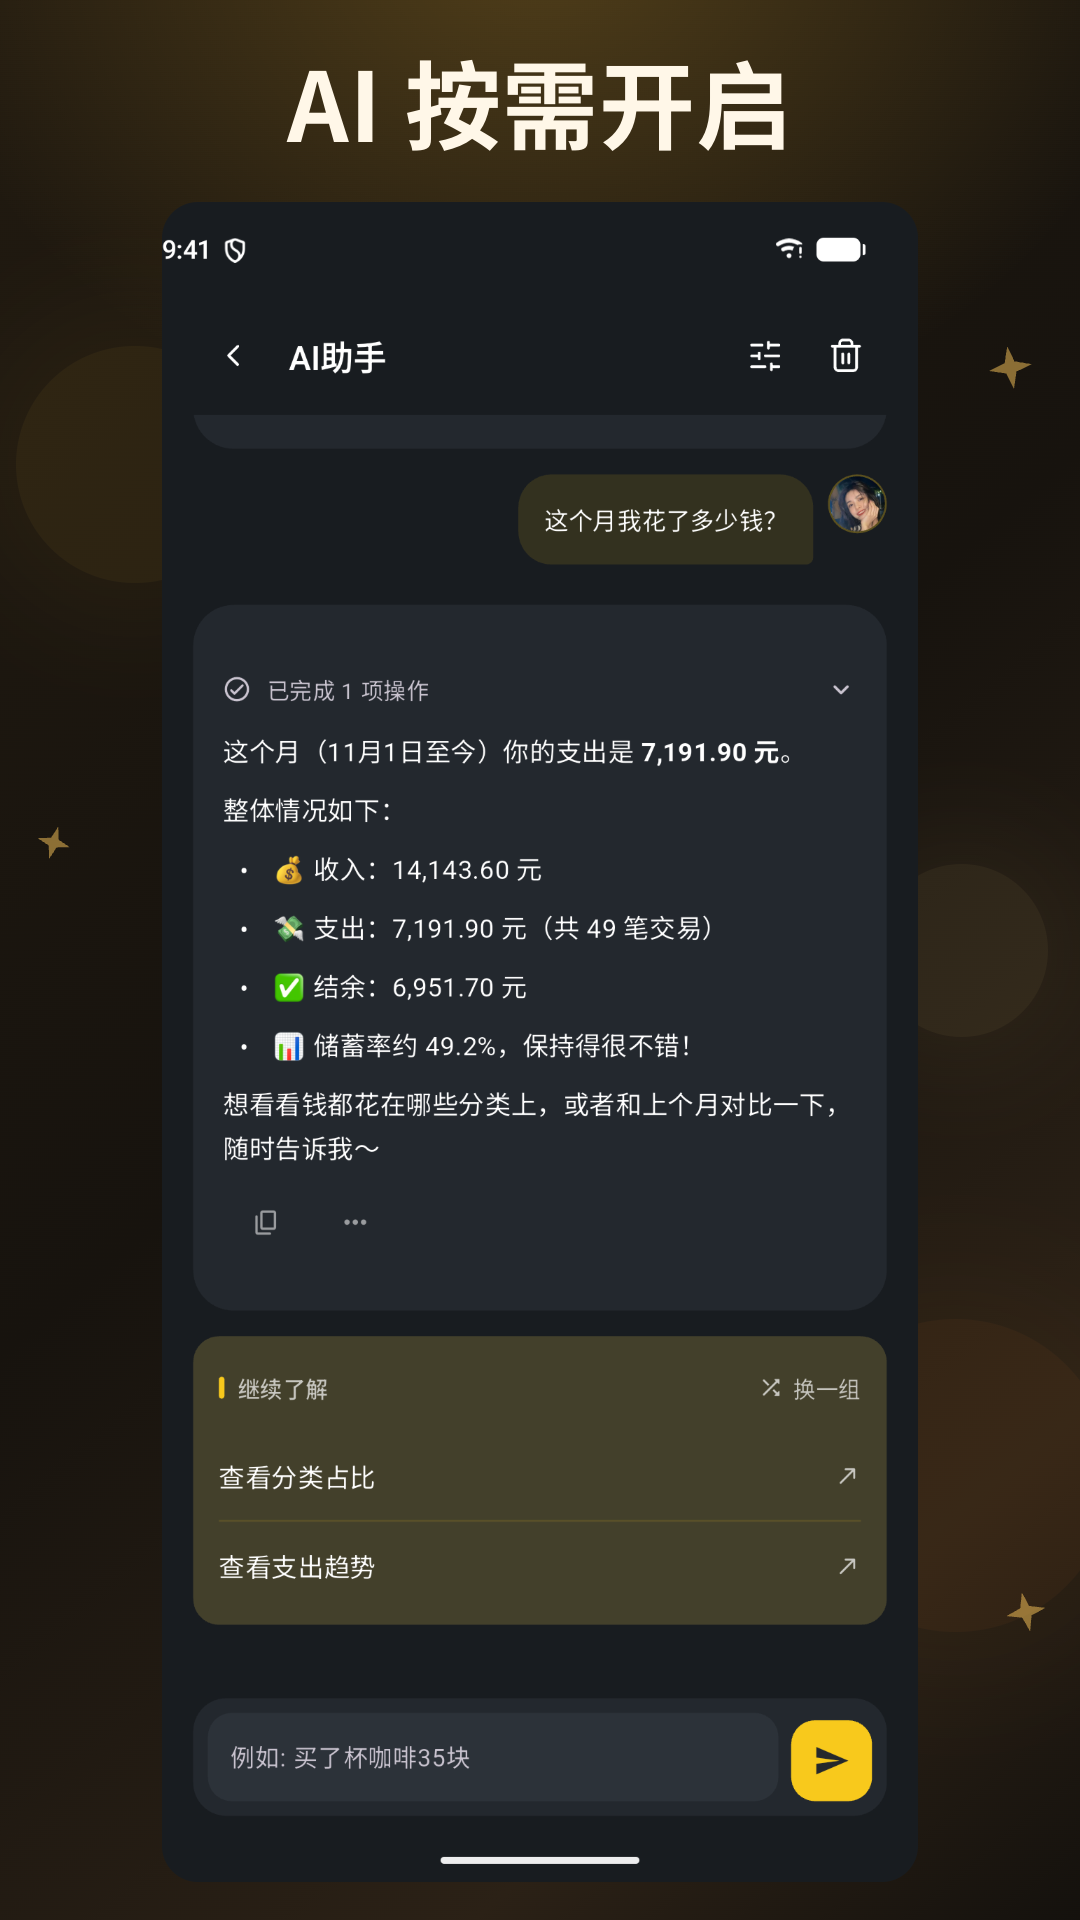 AI 按需开启
9:41
AI助手
这个月我花了多少钱？
已完成 1 项操作
这个月（11月1日至今）你的支出是 7,191.90 元。
整体情况如下：
• 💰 收入：14,143.60 元
• 💸 支出：7,191.90 元（共 49 笔交易）
• ✅ 结余：6,951.70 元
• 📊 储蓄率约 49.2%，保持得很不错！
想看看钱都花在哪些分类上，或者和上个月对比一下，
随时告诉我～
继续了解
换一组
查看分类占比
查看支出趋势
例如: 买了杯咖啡35块